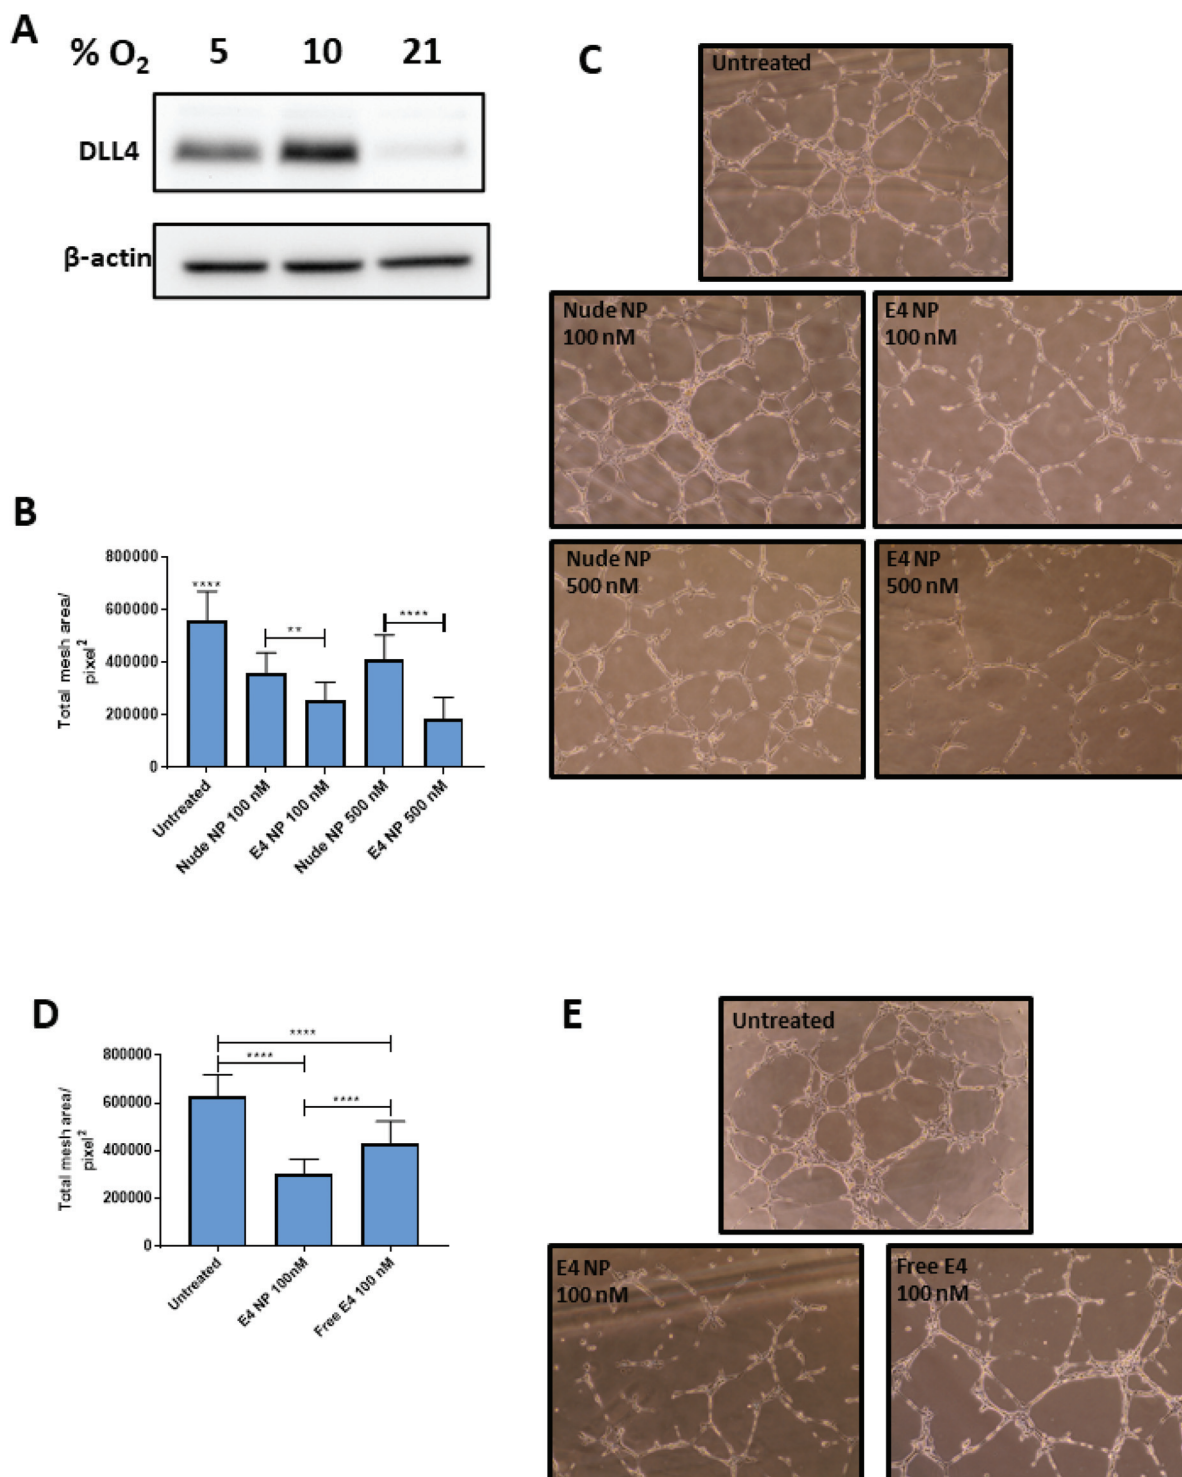 A
% O2 5 10 21
DLL4
β-actin
B
800000
600000
400000
200000
0
Total mesh area/
pixel2
****
**
****
Untreated
Nude NP 100 nM
E4 NP 100 nM
Nude NP 500 nM
E4 NP 500 nM
C
Untreated
Nude NP
100 nM
E4 NP
100 nM
Nude NP
500 nM
E4 NP
500 nM
D
800000
600000
400000
200000
0
Total mesh area/
pixel2
****
****
****
Untreated
E4 NP 100nM
Free E4 100 nM
E
Untreated
E4 NP
100 nM
Free E4
100 nM